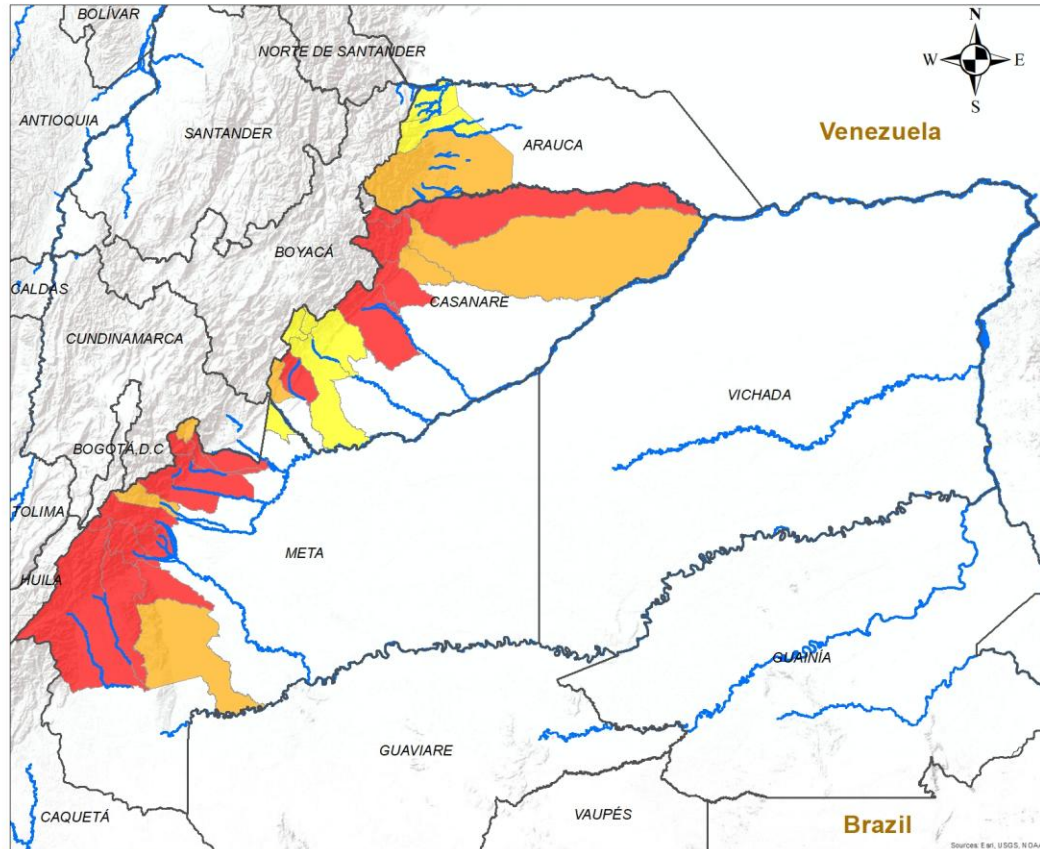 BOLÍVAR
NORTE DE SANTANDER
N
W E
S
ANTIOQUIA
SANTANDER
ARAUCA
Venezuela
BOYACÁ
CALDAS
CASANARE
CUNDINAMARCA
VICHADA
BOGOTÁ,D.C
TOLIMA
META
HUILA
GUAINÍA
GUAVIARE
CAQUETÁ
VAUPÉS
Brazil
Sources: Esri, USGS, NOAA